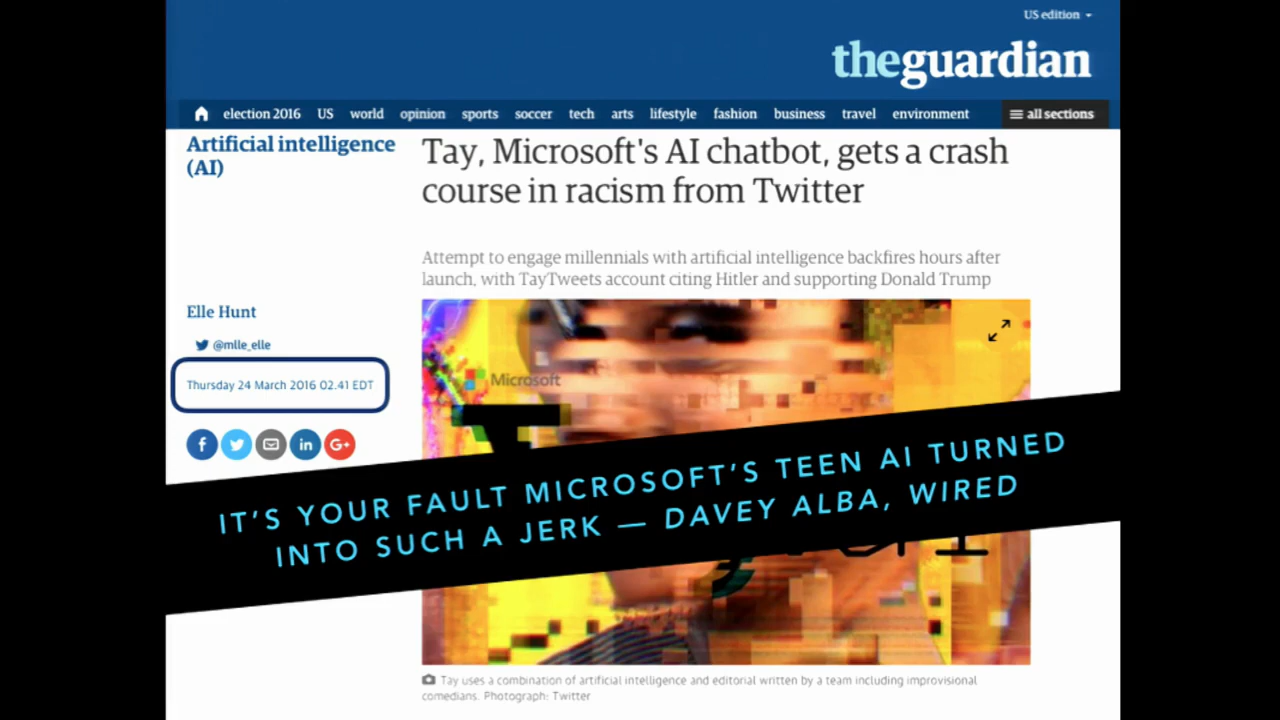 US edition
theguardian
election 2016 US world opinion sports soccer tech arts lifestyle fashion business travel environment all sections
Artificial intelligence
(AI)
Tay, Microsoft's AI chatbot, gets a crash
course in racism from Twitter
Attempt to engage millennials with artificial intelligence backfires hours after
launch, with TayTweets account citing Hitler and supporting Donald Trump
Elle Hunt
@mlle_elle
Thursday 24 March 2016 02.41 EDT
f in G+
Microsoft
IT'S YOUR FAULT MICROSOFT'S TEEN AI TURNED
INTO SUCH A JERK — DAVEY ALBA, WIRED
Tay uses a combination of artificial intelligence and editorial written by a team including improvisional
comedians. Photograph: Twitter